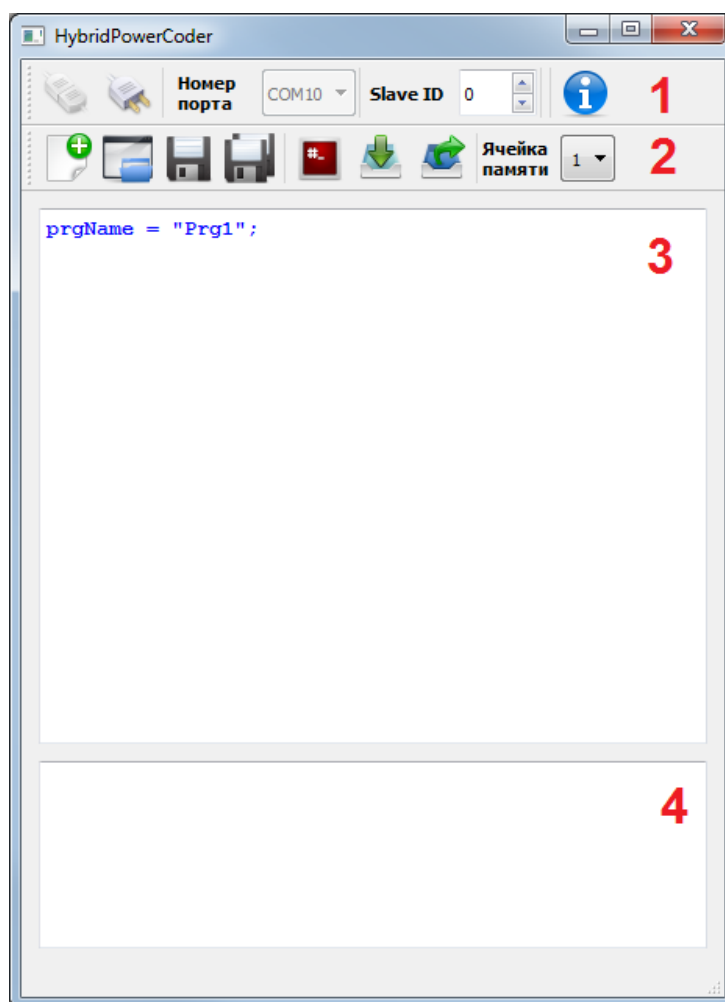 HybridPowerCoder
Номер порта COM10 Slave ID 0 1
#_ Ячейка памяти 1 2
prgName = "Prg1";
3
4